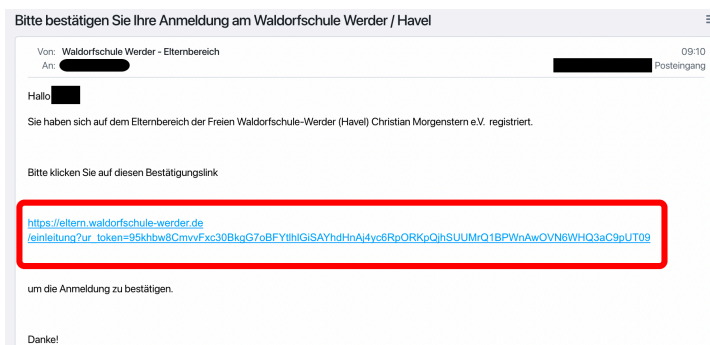 Bitte bestätigen Sie Ihre Anmeldung am Waldorfschule Werder / Havel
Von: Waldorfschule Werder - Elternbereich 09:10
An: Posteingang
Hallo
Sie haben sich auf dem Elternbereich der Freien Waldorfschule-Werder (Havel) Christian Morgenstern e.V. registriert.
Bitte klicken Sie auf diesen Bestätigungslink
https://eltern.waldorfschule-werder.de
/einleitung?ur_token=95khbw8CmvvFxc30BkgG7oBFYtlhIGiSAYhdHnAj4yc6RpORKpQjhSUUMrQ1BPWnAwOVN6WHQ3aC9pUT09
um die Anmeldung zu bestätigen.
Danke!